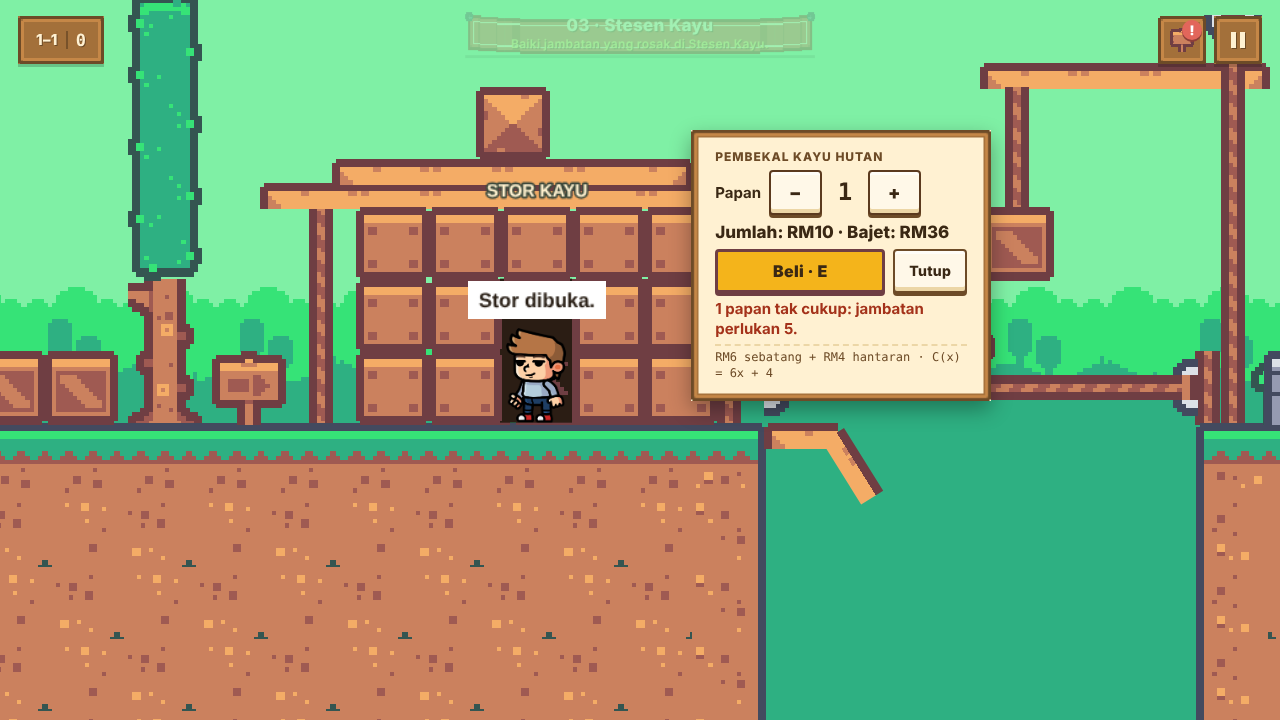 1–1 | 0
03 · Stesen Kayu
Baiki jambatan yang rosak di Stesen Kayu
!
STOR KAYU
Stor dibuka.
PEMBEKAL KAYU HUTAN
Papan – 1 +
Jumlah: RM10 · Bajet: RM36
Beli · E
Tutup
1 papan tak cukup: jambatan
perlukan 5.
RM6 sebatang + RM4 hantaran · C(x)
= 6x + 4